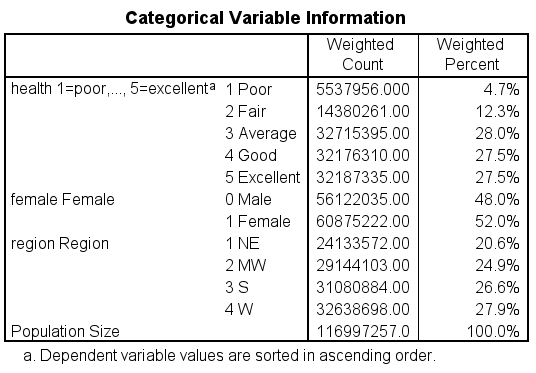 Categorical Variable Information
Weighted Count Weighted Percent
health 1=poor,..., 5=excellentᵃ 1 Poor 5537956.000 4.7%
2 Fair 14380261.00 12.3%
3 Average 32715395.00 28.0%
4 Good 32176310.00 27.5%
5 Excellent 32187335.00 27.5%
female Female 0 Male 56122035.00 48.0%
1 Female 60875222.00 52.0%
region Region 1 NE 24133572.00 20.6%
2 MW 29144103.00 24.9%
3 S 31080884.00 26.6%
4 W 32638698.00 27.9%
Population Size 116997257.0 100.0%
a. Dependent variable values are sorted in ascending order.